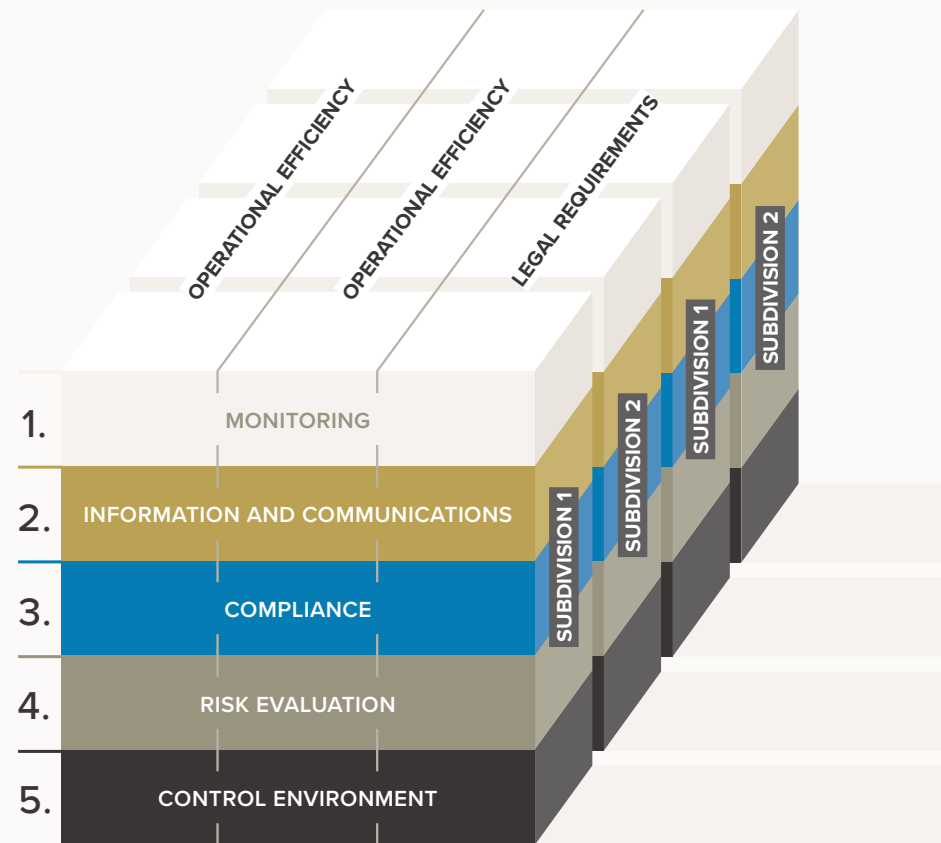 OPERATIONAL EFFICIENCY
OPERATIONAL EFFICIENCY
LEGAL REQUIREMENTS
1.
MONITORING
2.
INFORMATION AND COMMUNICATIONS
3.
COMPLIANCE
4.
RISK EVALUATION
5.
CONTROL ENVIRONMENT
SUBDIVISION 1
SUBDIVISION 2
SUBDIVISION 1
SUBDIVISION 2